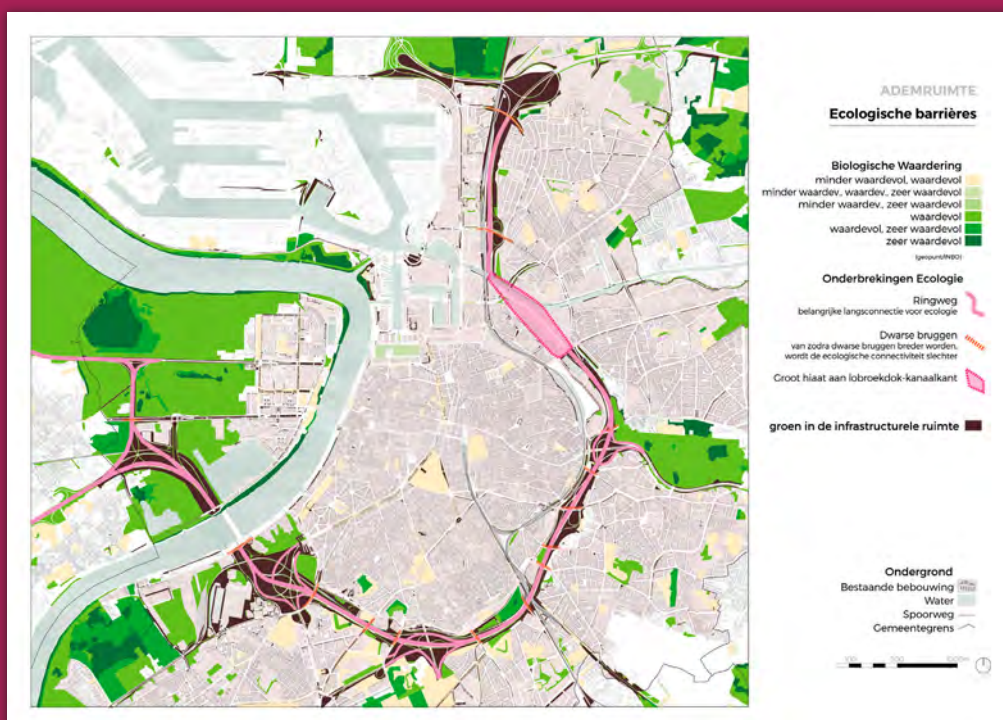 ADEMRUIMTE
Ecologische barrières
Biologische Waardering
minder waardevol, waardevol
minder waardev., waardev., zeer waardevol
minder waardev., zeer waardevol
waardevol
waardevol, zeer waardevol
zeer waardevol
(geopunt/INBO)
Onderbrekingen Ecologie
Ringweg
belangrijke langsconnectie voor ecologie
Dwarse bruggen
van zodra dwarse bruggen breder worden,
wordt de ecologische connectiviteit slechter
Groot hiaat aan lobroekdok-kanaalkant
groen in de infrastructurele ruimte
Ondergrond
Bestaande bebouwing
Water
Spoorweg
Gemeentegrens